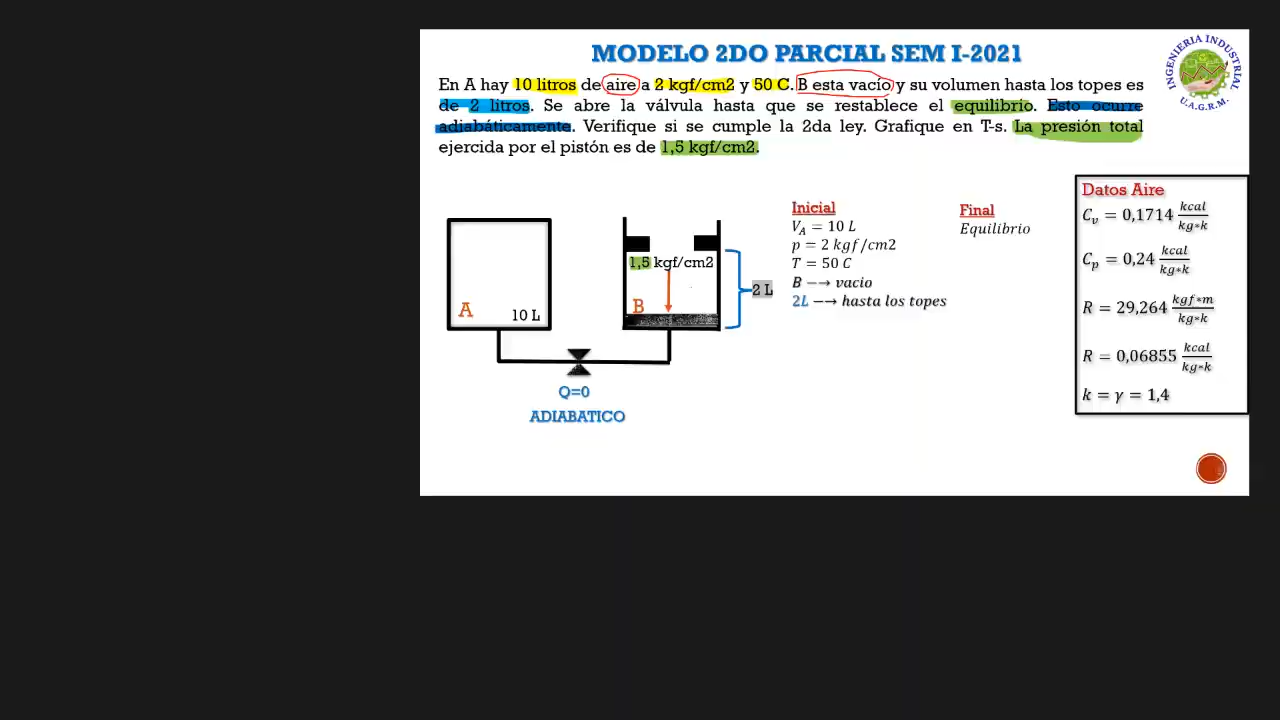 MODELO 2DO PARCIAL SEM I-2021
En A hay 10 litros de aire a 2 kgf/cm2 y 50 C. B esta vacío y su volumen hasta los topes es
de 2 litros. Se abre la válvula hasta que se restablece el equilibrio. Esto ocurre
adiabáticamente. Verifique si se cumple la 2da ley. Grafique en T-s. La presión total
ejercida por el pistón es de 1,5 kgf/cm2.
INGENIERIA INDUSTRIAL
U.A.G.R.M.
A
10 L
1,5 kgf/cm2
B
2 L
Q=0
ADIABATICO
Inicial
V_A = 10 L
p = 2 kgf/cm2
T = 50 C
B −→ vacio
2L −→ hasta los topes
Final
Equilibrio
Datos Aire
C_v = 0,1714 kcal/kg∗k
C_p = 0,24 kcal/kg∗k
R = 29,264 kgf∗m/kg∗k
R = 0,06855 kcal/kg∗k
k = γ = 1,4